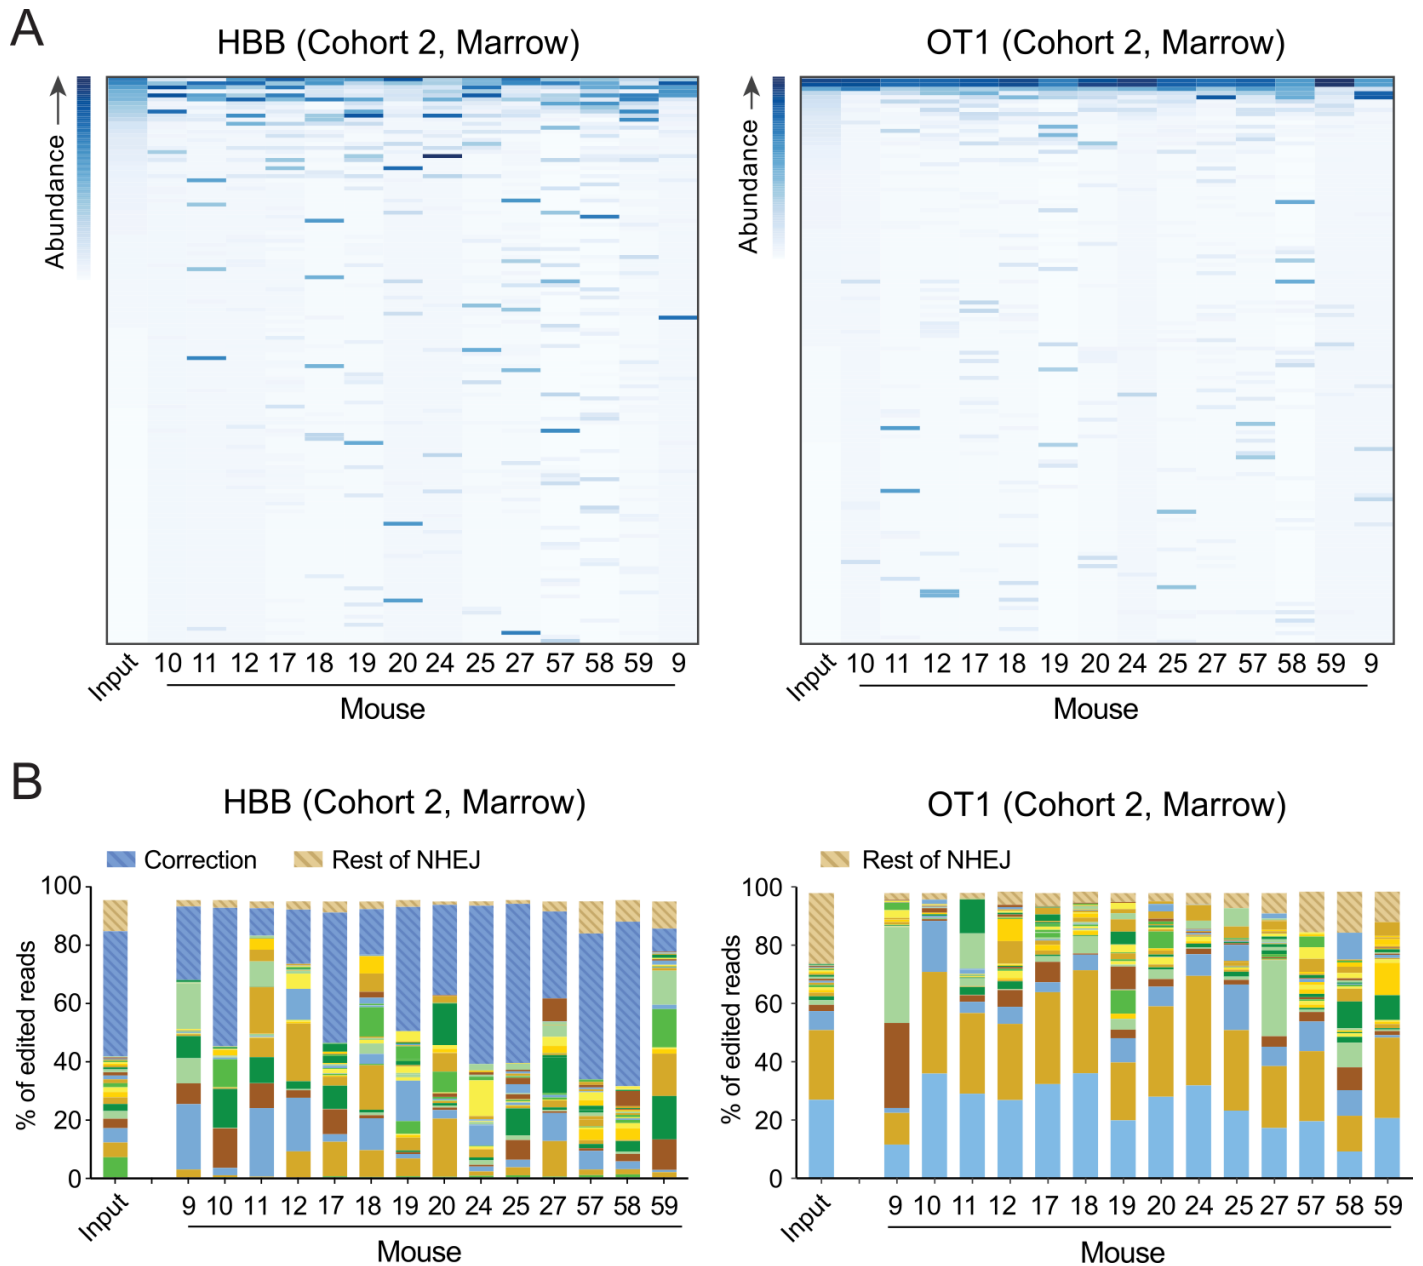 A
HBB (Cohort 2, Marrow)
OT1 (Cohort 2, Marrow)
Abundance
Abundance
Input 10 11 12 17 18 19 20 24 25 27 57 58 59 9
Mouse
Input 10 11 12 17 18 19 20 24 25 27 57 58 59 9
Mouse
B
HBB (Cohort 2, Marrow)
OT1 (Cohort 2, Marrow)
Correction Rest of NHEJ
Rest of NHEJ
% of edited reads
100
80
60
40
20
0
Input 9 10 11 12 17 18 19 20 24 25 27 57 58 59
Mouse
% of edited reads
100
80
60
40
20
0
Input 9 10 11 12 17 18 19 20 24 25 27 57 58 59
Mouse